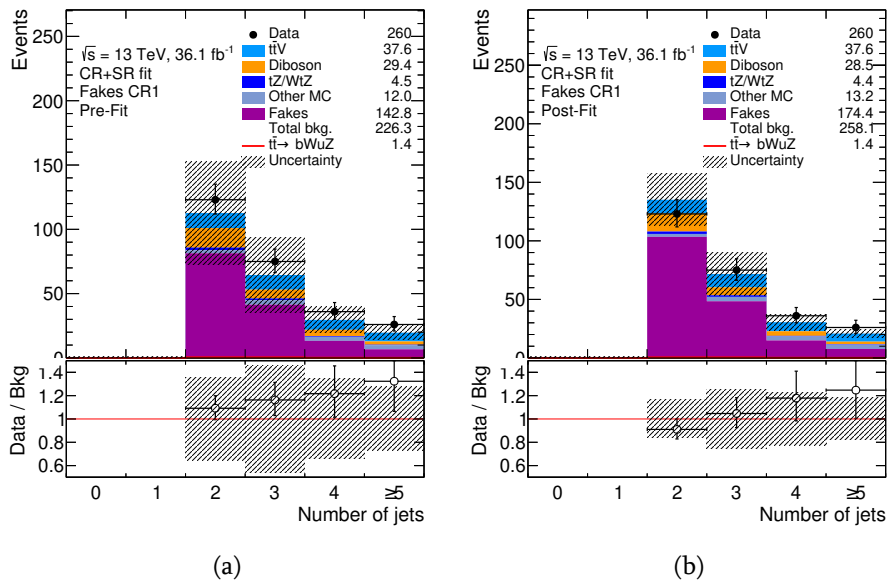 Events
250
200
150
100
50
0
√s = 13 TeV, 36.1 fb⁻¹
CR+SR fit
Fakes CR1
Pre-Fit
Data 260
tt̄V 37.6
Diboson 29.4
tZ/WtZ 4.5
Other MC 12.0
Fakes 142.8
Total bkg. 226.3
tt̄→ bWuZ 1.4
Uncertainty
Data / Bkg
1.4
1.2
1
0.8
0.6
0 1 2 3 4 ≥5
Number of jets
(a)
Events
250
200
150
100
50
0
√s = 13 TeV, 36.1 fb⁻¹
CR+SR fit
Fakes CR1
Post-Fit
Data 260
tt̄V 37.6
Diboson 28.5
tZ/WtZ 4.4
Other MC 13.2
Fakes 174.4
Total bkg. 258.1
tt̄→ bWuZ 1.4
Uncertainty
Data / Bkg
1.4
1.2
1
0.8
0.6
0 1 2 3 4 ≥5
Number of jets
(b)